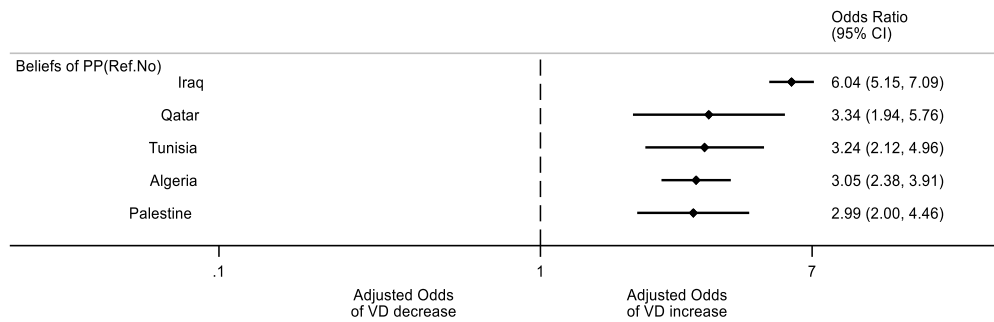 Odds Ratio
(95% CI)
Beliefs of PP(Ref.No)
Iraq 6.04 (5.15, 7.09)
Qatar 3.34 (1.94, 5.76)
Tunisia 3.24 (2.12, 4.96)
Algeria 3.05 (2.38, 3.91)
Palestine 2.99 (2.00, 4.46)
.1 1 7
Adjusted Odds Adjusted Odds
of VD decrease of VD increase